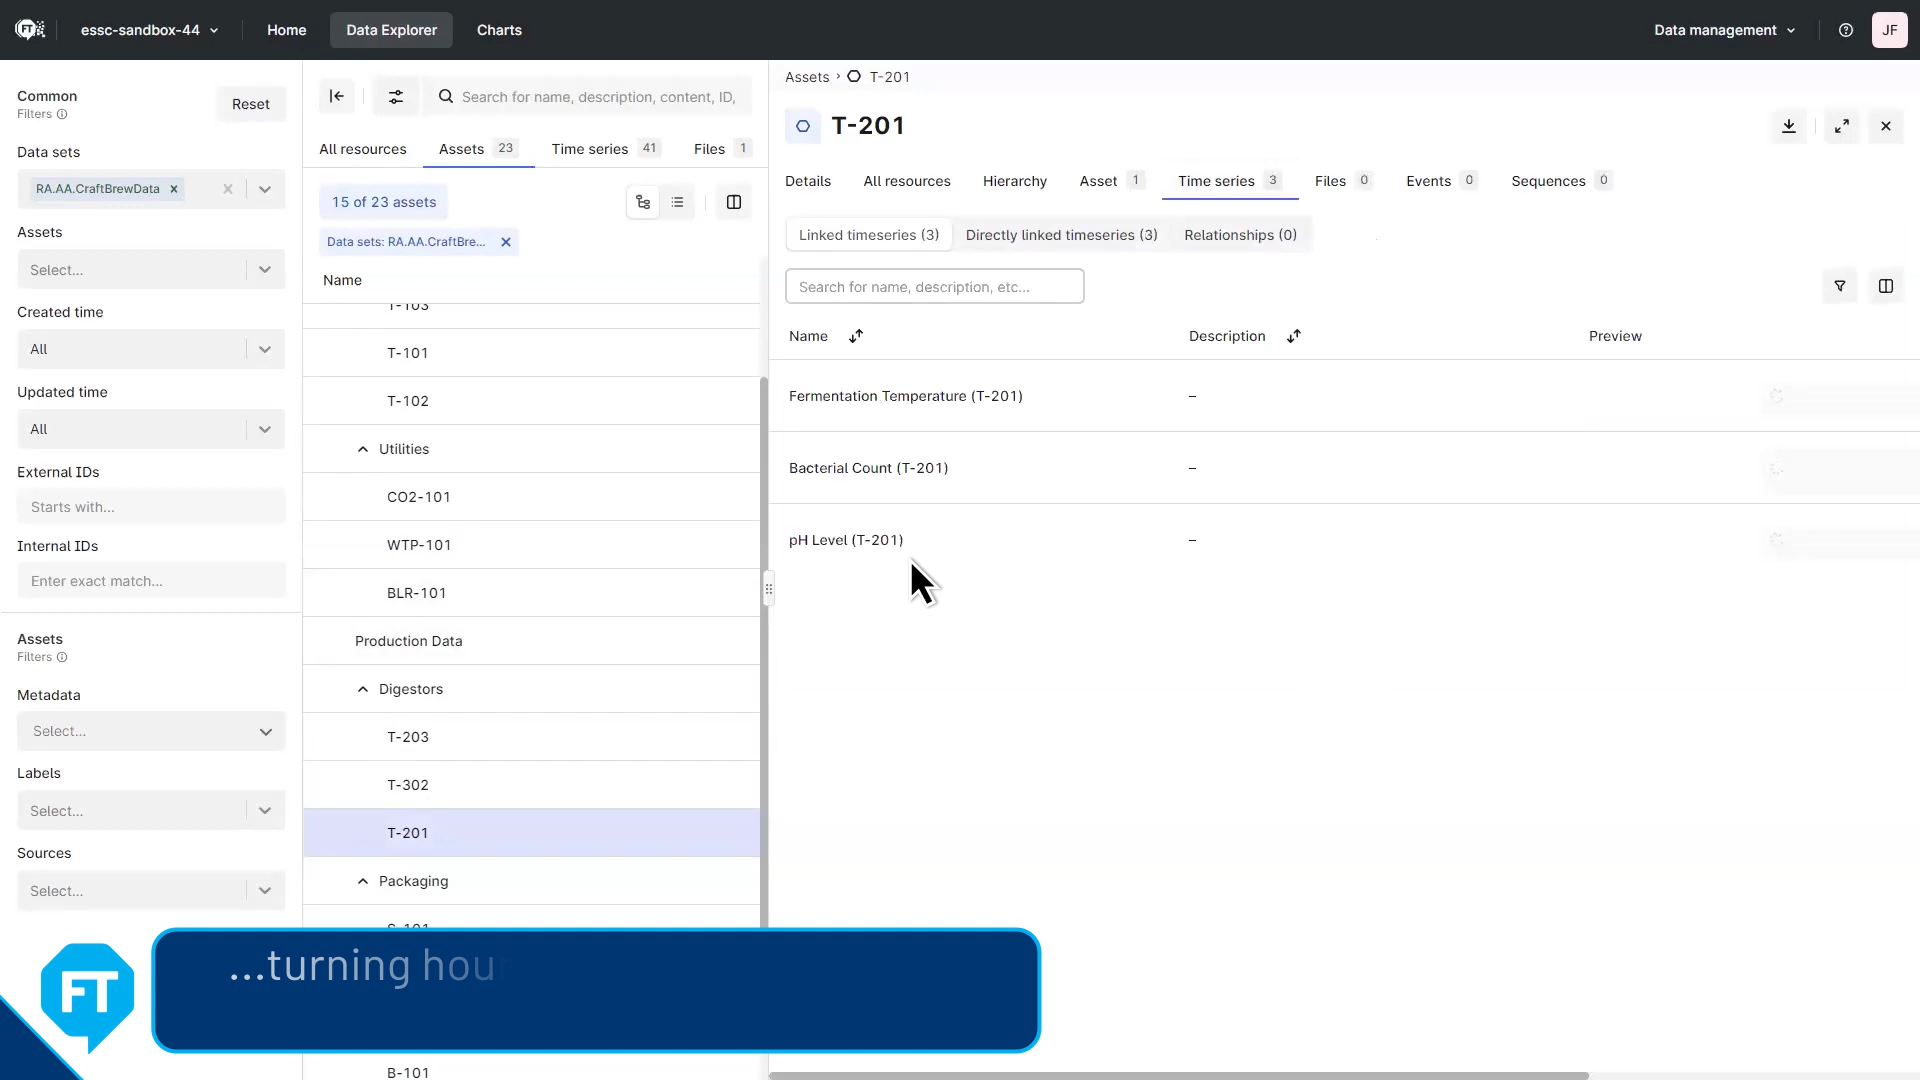 FT
essc-sandbox-44
Home
Data Explorer
Charts
Data management
JF
Common
Filters
Reset
Data sets
RA.AA.CraftBrewData
Assets
Select...
Created time
All
Updated time
All
External IDs
Starts with...
Internal IDs
Enter exact match...
Assets
Filters
Metadata
Select...
Labels
Select...
Sources
Select...
Search for name, description, content, ID,
All resources
Assets 23
Time series 41
Files 1
15 of 23 assets
Data sets: RA.AA.CraftBre...
Name
T-103
T-101
T-102
Utilities
CO2-101
WTP-101
BLR-101
Production Data
Digestors
T-203
T-302
T-201
Packaging
B-101
Assets › T-201
T-201
Details
All resources
Hierarchy
Asset 1
Time series 3
Files 0
Events 0
Sequences 0
Linked timeseries (3)
Directly linked timeseries (3)
Relationships (0)
Search for name, description, etc...
Name
Description
Preview
Fermentation Temperature (T-201) –
Bacterial Count (T-201) –
pH Level (T-201) –
FT
...turning hour